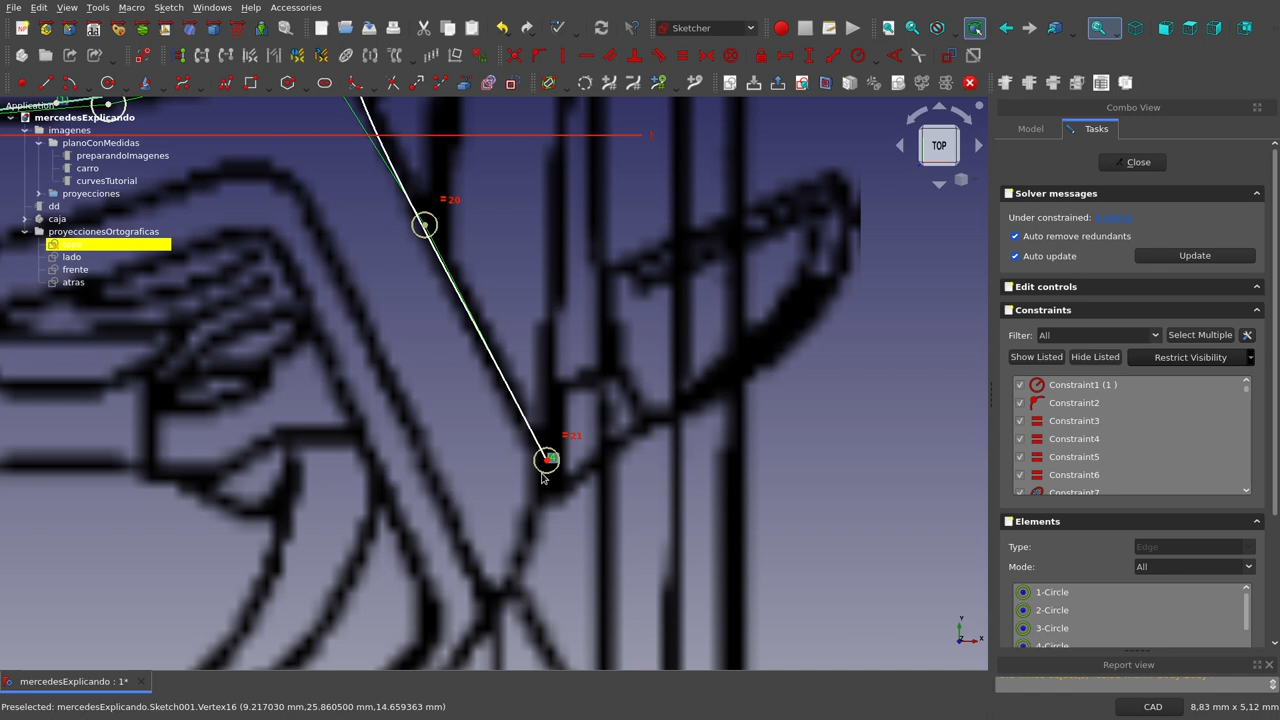 File Edit View Tools Macro Sketch Windows Help Accessories
Sketcher
Application
mercedesExplicando
imagenes
planoConMedidas
preparandoImagenes
carro
curvesTutorial
proyecciones
dd
caja
proyeccionesOrtograficas
lado
frente
atras
1
20
21
TOP
Y
Z X
Combo View
Model Tasks
Close
Solver messages
Under constrained:
Auto remove redundants
Auto update Update
Edit controls
Constraints
Filter: All Select Multiple
Show Listed Hide Listed Restrict Visibility
Constraint1 (1 )
Constraint2
Constraint3
Constraint4
Constraint5
Constraint6
Constraint7
Elements
Type: Edge
Mode: All
1-Circle
2-Circle
3-Circle
4-Circle
Report view
mercedesExplicando : 1*
Preselected: mercedesExplicando.Sketch001.Vertex16 (9.217030 mm,25.860500 mm,14.659363 mm)
CAD 8,83 mm x 5,12 mm